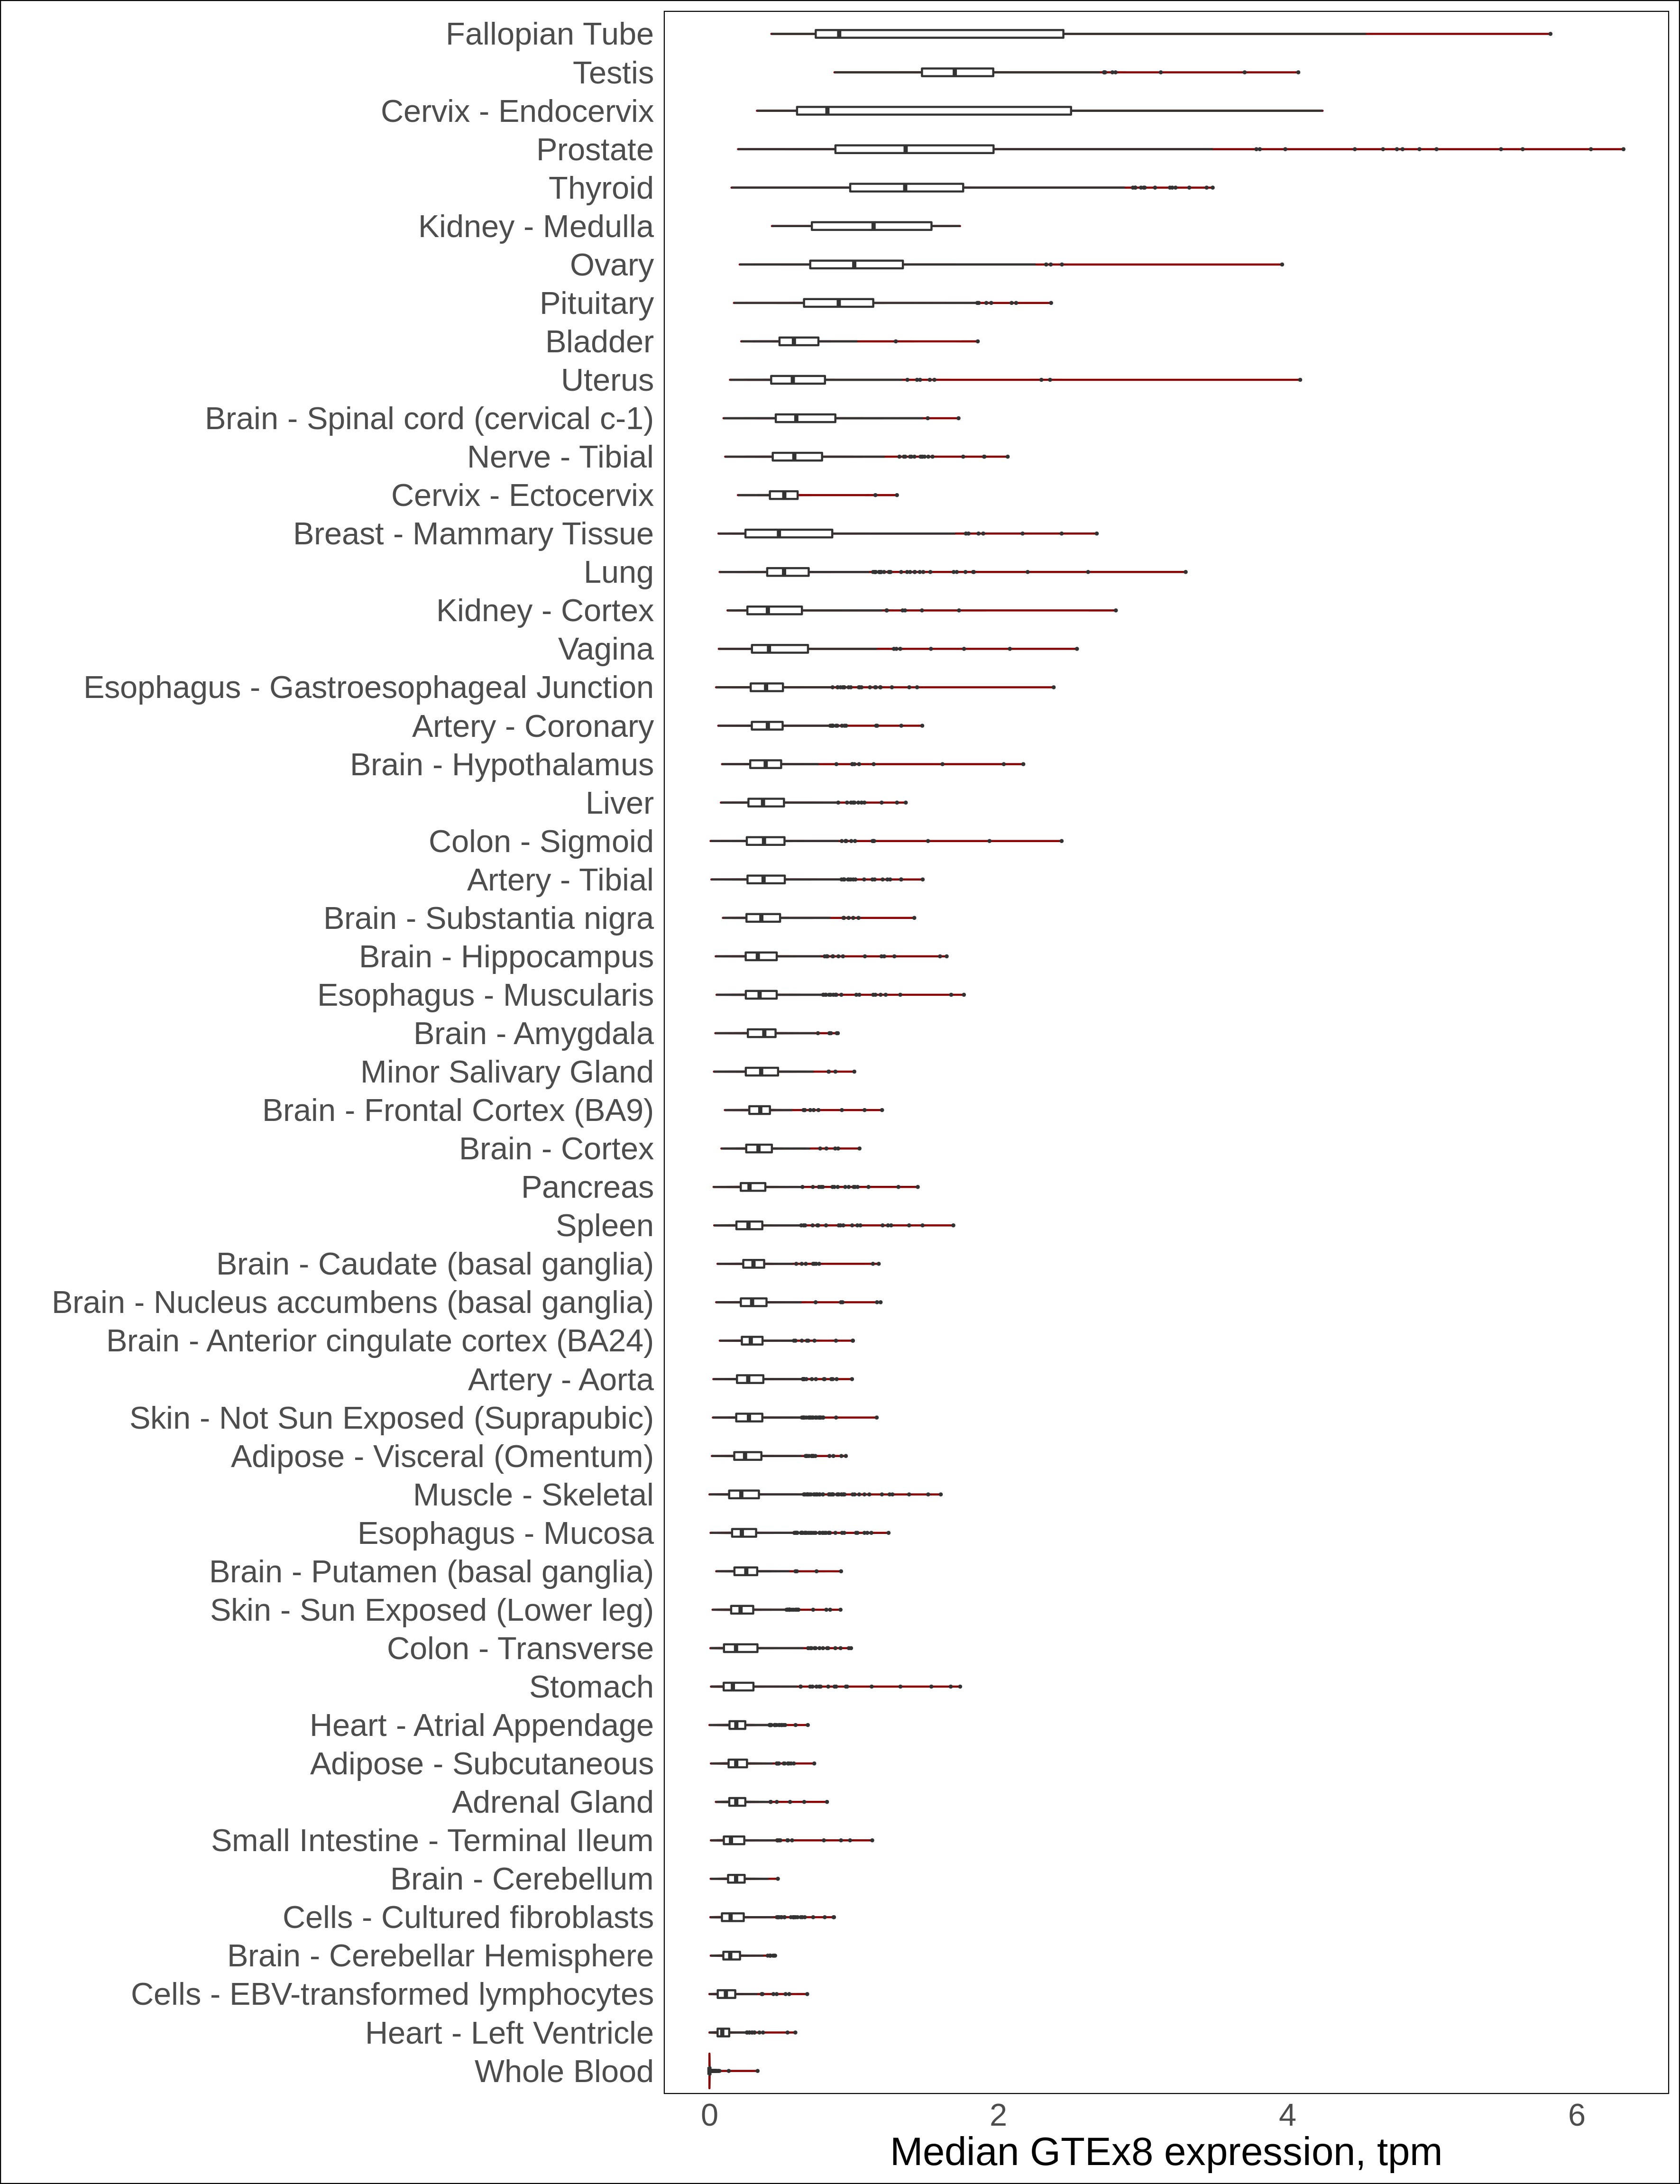 Fallopian Tube
Testis
Cervix - Endocervix
Prostate
Thyroid
Kidney - Medulla
Ovary
Pituitary
Bladder
Uterus
Brain - Spinal cord (cervical c-1)
Nerve - Tibial
Cervix - Ectocervix
Breast - Mammary Tissue
Lung
Kidney - Cortex
Vagina
Esophagus - Gastroesophageal Junction
Artery - Coronary
Brain - Hypothalamus
Liver
Colon - Sigmoid
Artery - Tibial
Brain - Substantia nigra
Brain - Hippocampus
Esophagus - Muscularis
Brain - Amygdala
Minor Salivary Gland
Brain - Frontal Cortex (BA9)
Brain - Cortex
Pancreas
Spleen
Brain - Caudate (basal ganglia)
Brain - Nucleus accumbens (basal ganglia)
Brain - Anterior cingulate cortex (BA24)
Artery - Aorta
Skin - Not Sun Exposed (Suprapubic)
Adipose - Visceral (Omentum)
Muscle - Skeletal
Esophagus - Mucosa
Brain - Putamen (basal ganglia)
Skin - Sun Exposed (Lower leg)
Colon - Transverse
Stomach
Heart - Atrial Appendage
Adipose - Subcutaneous
Adrenal Gland
Small Intestine - Terminal Ileum
Brain - Cerebellum
Cells - Cultured fibroblasts
Brain - Cerebellar Hemisphere
Cells - EBV-transformed lymphocytes
Heart - Left Ventricle
Whole Blood
0 2 4 6
Median GTEx8 expression, tpm